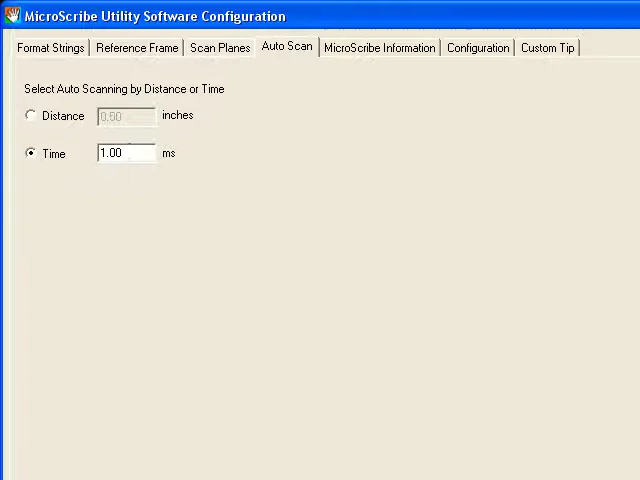 MicroScribe Utility Software Configuration
Format Strings Reference Frame Scan Planes Auto Scan MicroScribe Information Configuration Custom Tip
Select Auto Scanning by Distance or Time
Distance 0.50 inches
Time 1.00 ms